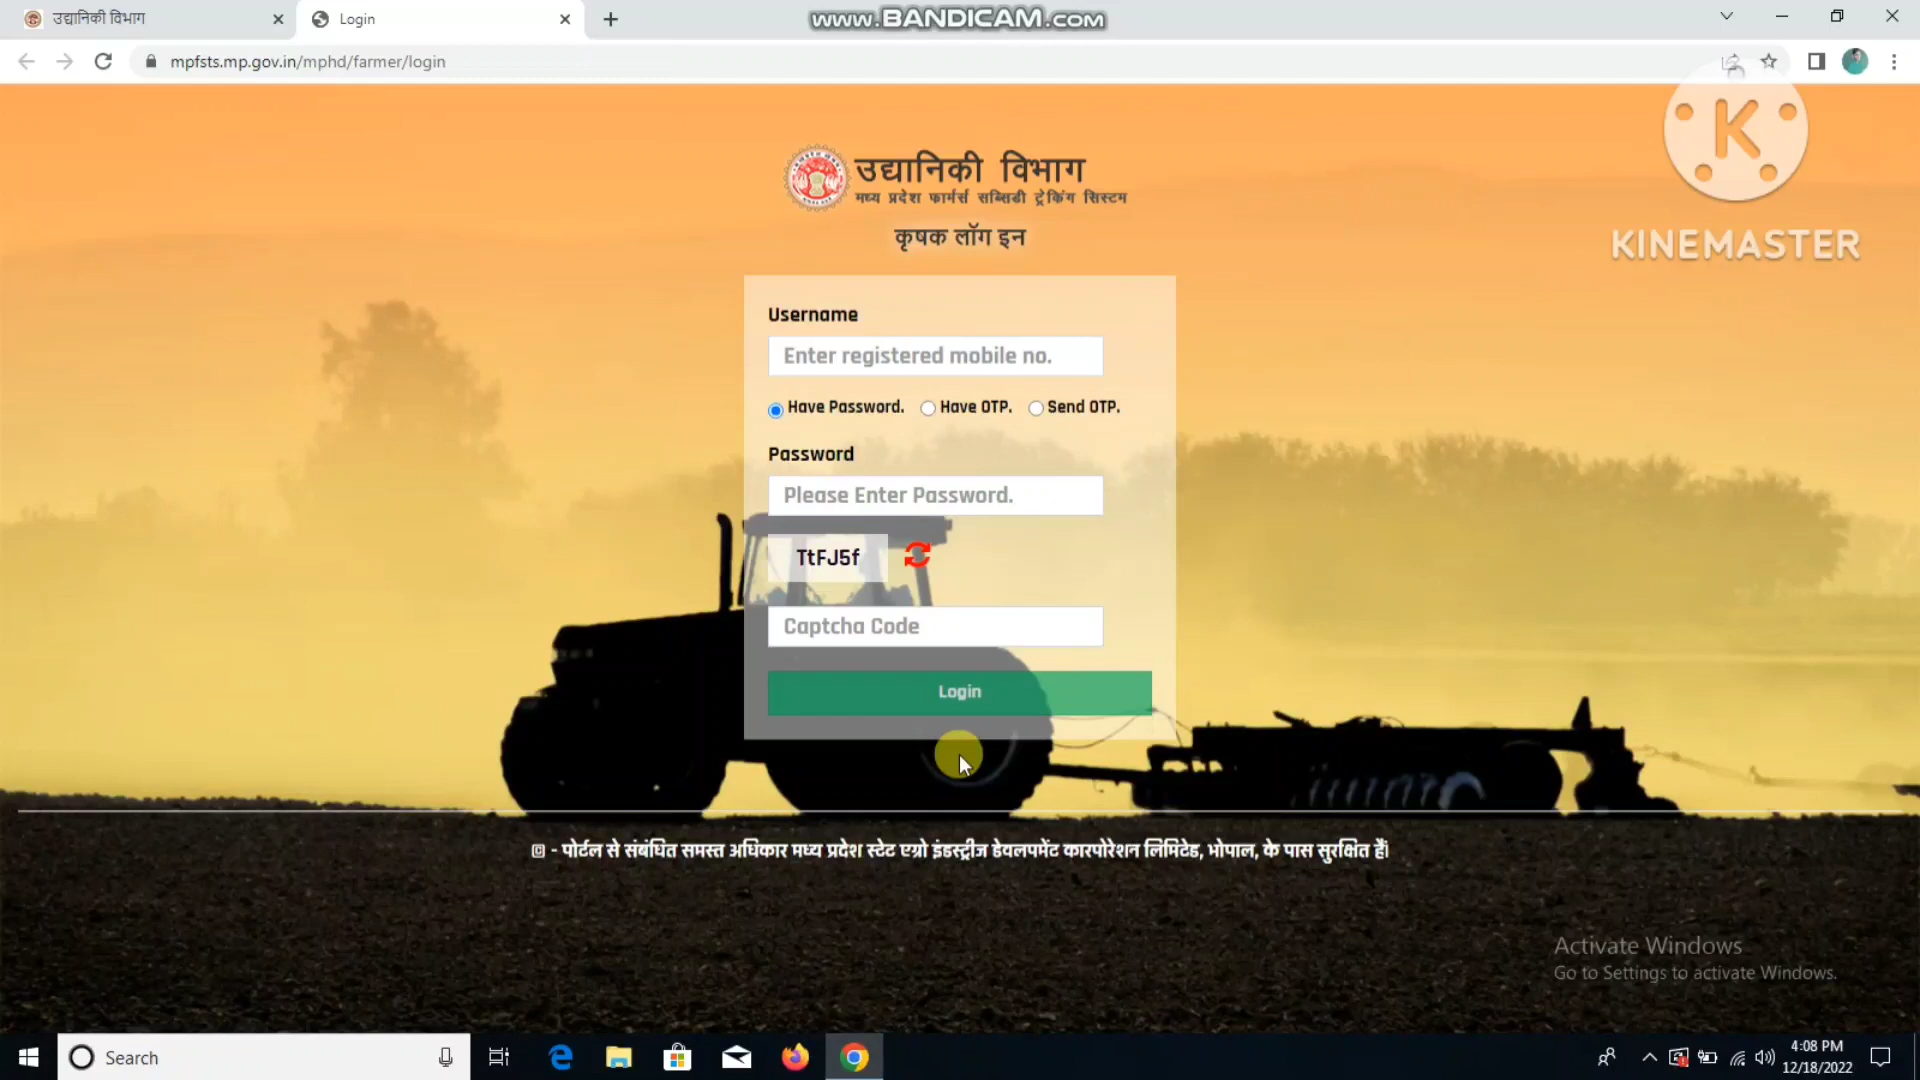 उद्यानिकी विभाग
Login
www.BANDICAM.com
mpfsts.mp.gov.in/mphd/farmer/login
K
KINEMASTER
उद्यानिकी विभाग
मध्य प्रदेश फार्मर्स सब्सिडी ट्रेकिंग सिस्टम
कृषक लॉग इन
Username
Enter registered mobile no.
Have Password. Have OTP. Send OTP.
Password
Please Enter Password.
TtFJ5f
Captcha Code
Login
© - पोर्टल से संबंधित समस्त अधिकार मध्य प्रदेश स्टेट एग्रो इंडस्ट्रीज डेवलपमेंट कारपोरेशन लिमिटेड, भोपाल, के पास सुरक्षित हैं।
Activate Windows
Go to Settings to activate Windows.
Search
4:08 PM
12/18/2022